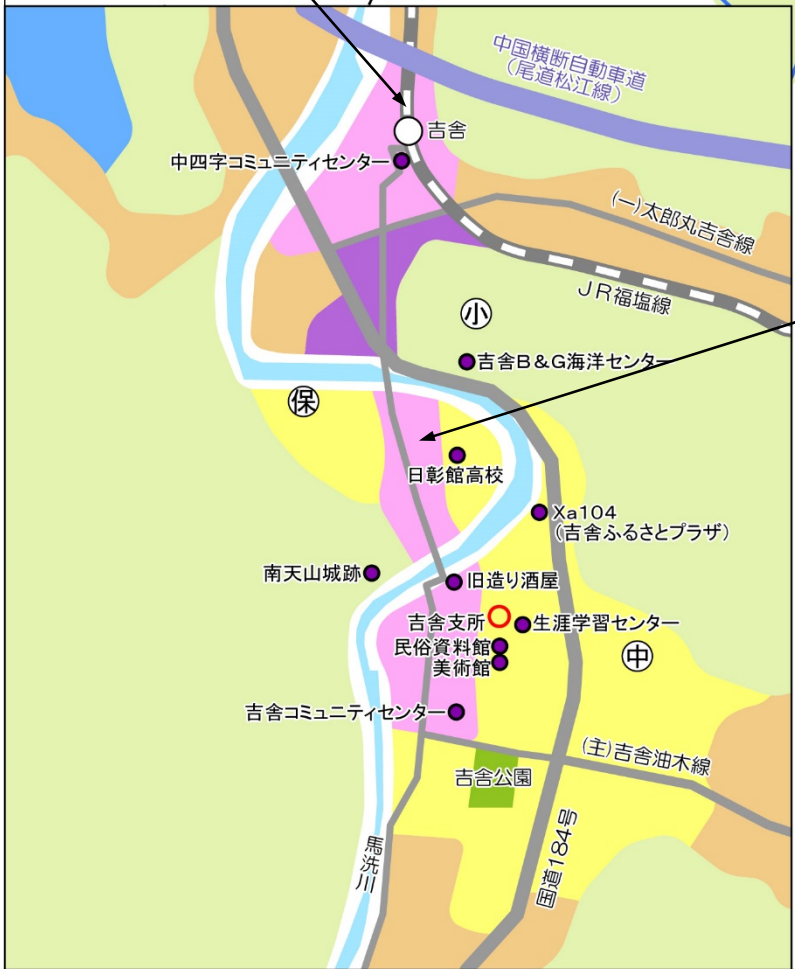 中国横断自動車道
(尾道松江線)
吉舎
中四字コミュニティセンター
(一)太郎丸吉舎線
JR福塩線
小
吉舎B&G海洋センター
保
日彰館高校
Xa104
(吉舎ふるさとプラザ)
南天山城跡
旧造り酒屋
吉舎支所
生涯学習センター
民俗資料館
美術館
中
吉舎コミュニティセンター
(主)吉舎油木線
吉舎公園
国道184号
馬洗川